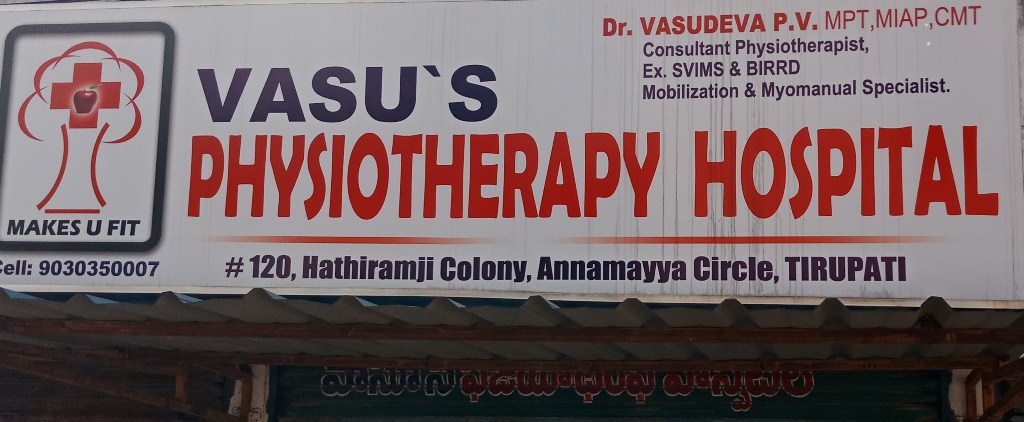 Dr. VASUDEVA P.V. MPT,MIAP,CMT
Consultant Physiotherapist,
Ex. SVIMS & BIRRD
Mobilization & Myomanual Specialist.
VASU`S
PHYSIOTHERAPY HOSPITAL
MAKES U FIT
Cell: 9030350007
# 120, Hathiramji Colony, Annamayya Circle, TIRUPATI